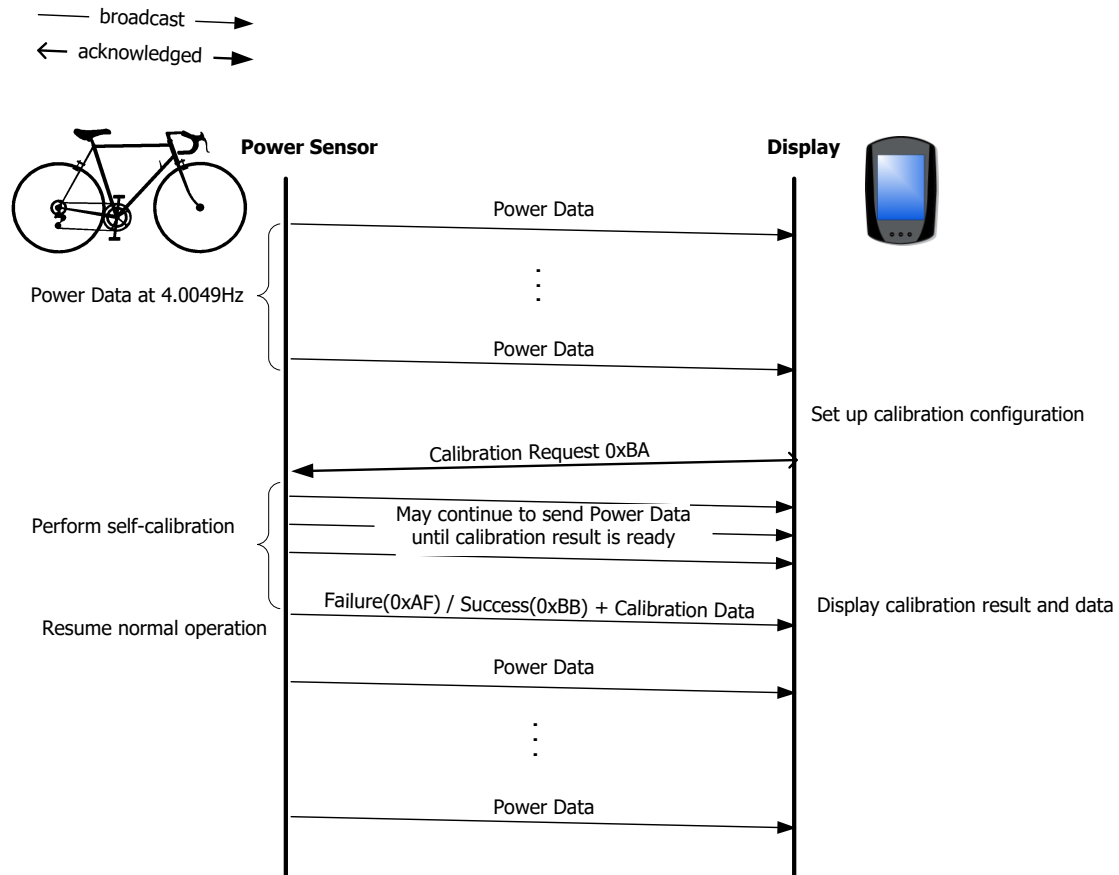 broadcast
acknowledged
Power Sensor
Display
Power Data
Power Data at 4.0049Hz
Power Data
Set up calibration configuration
Calibration Request 0xBA
Perform self-calibration
May continue to send Power Data
until calibration result is ready
Failure(0xAF) / Success(0xBB) + Calibration Data
Display calibration result and data
Resume normal operation
Power Data
Power Data